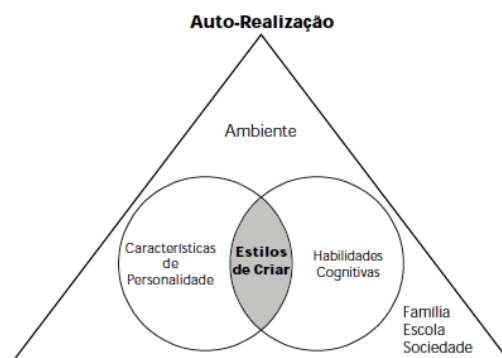 Auto-Realização
Ambiente
Características
de
Personalidade
Estilos
de Criar
Habilidades
Cognitivas
Família
Escola
Sociedade